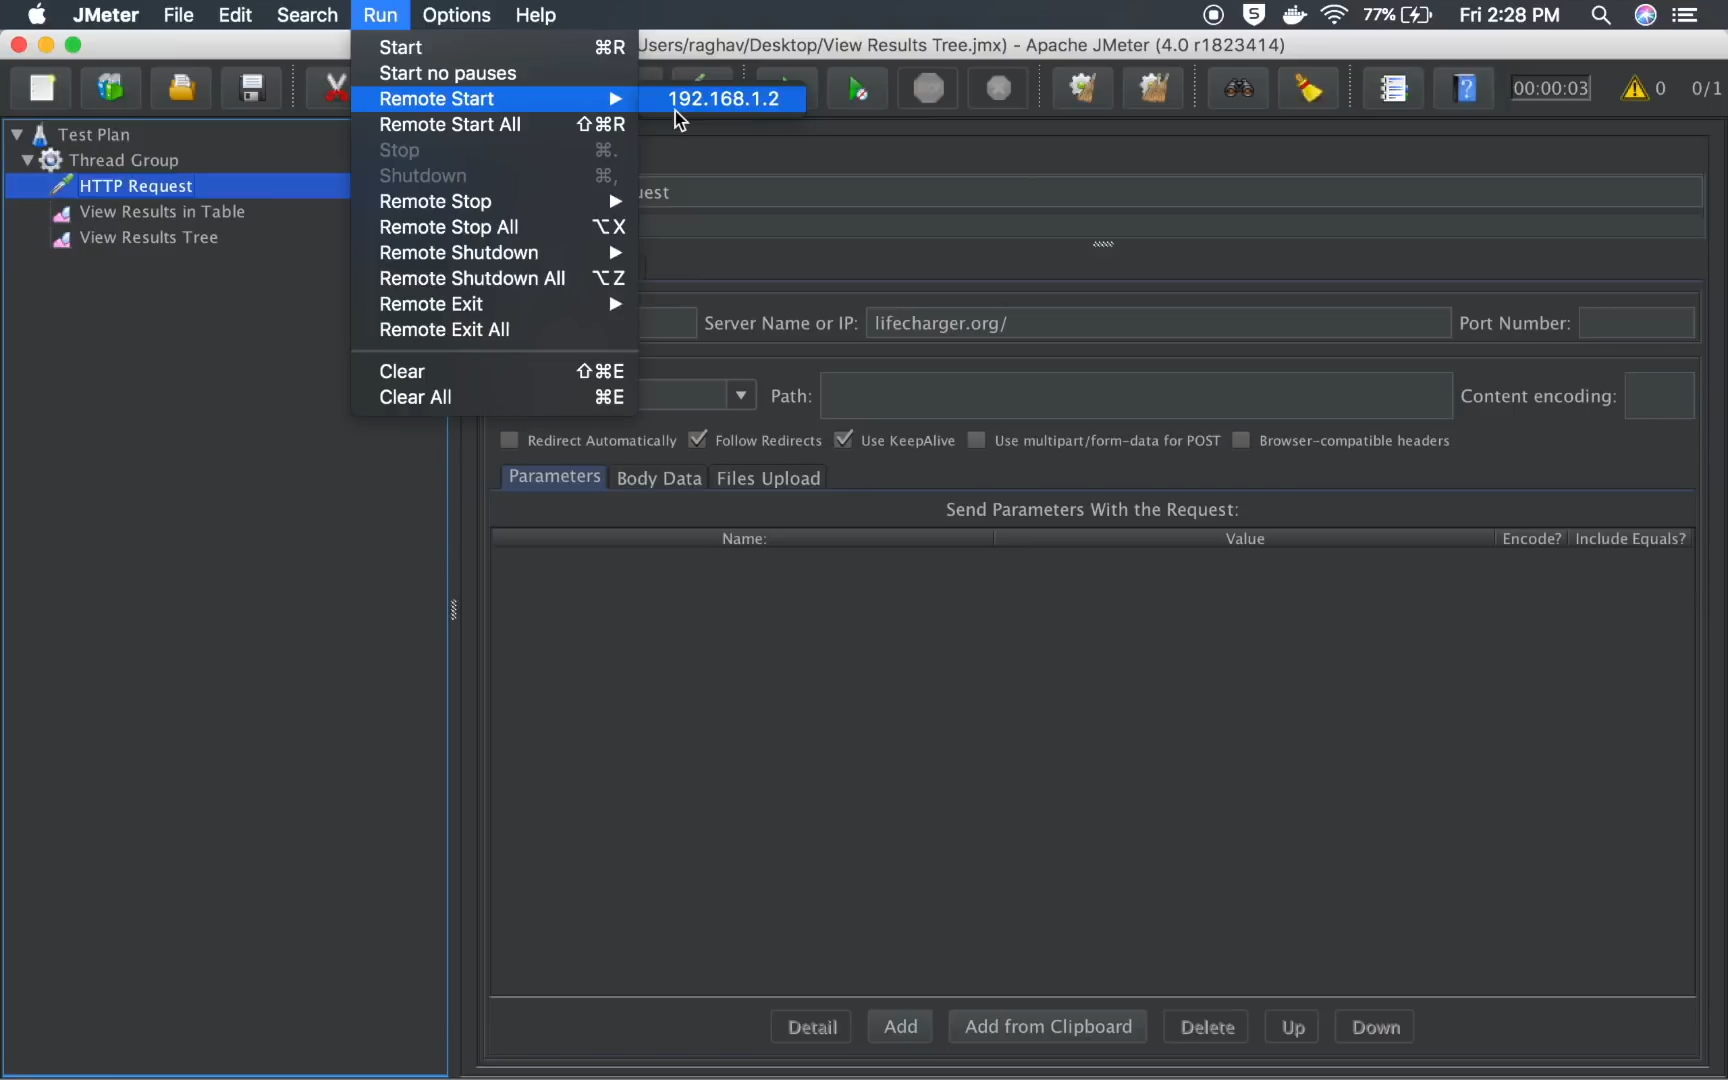 JMeter File Edit Search Run Options Help 77% Fri 2:28 PM
Users/raghav/Desktop/View Results Tree.jmx) - Apache JMeter (4.0 r1823414)
00:00:03 0 0/1
Start ⌘R
Start no pauses
Remote Start ▶ 192.168.1.2
Remote Start All ⇧⌘R
Stop ⌘.
Shutdown ⌘,
Remote Stop ▶
Remote Stop All ⌥X
Remote Shutdown ▶
Remote Shutdown All ⌥Z
Remote Exit ▶
Remote Exit All
Clear ⇧⌘E
Clear All ⌘E
Test Plan
Thread Group
HTTP Request
View Results in Table
View Results Tree
uest
Server Name or IP: lifecharger.org/ Port Number:
Path: Content encoding:
Redirect Automatically Follow Redirects Use KeepAlive Use multipart/form-data for POST Browser-compatible headers
Parameters Body Data Files Upload
Send Parameters With the Request:
Name: Value Encode? Include Equals?
Detail Add Add from Clipboard Delete Up Down